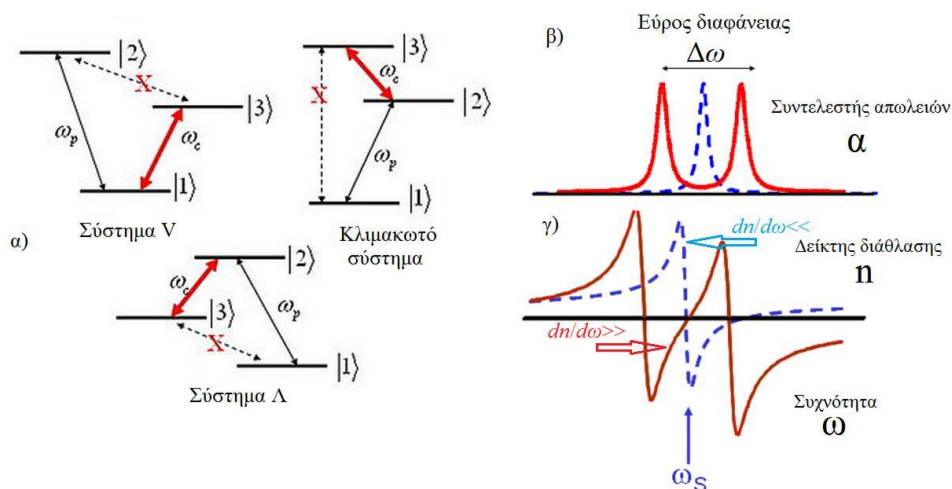 α)
|2⟩
X
|3⟩
ω_p
ω_c
|1⟩
Σύστημα V
|3⟩
ω_c
X
|2⟩
ω_p
|1⟩
Κλιμακωτό
σύστημα
|2⟩
ω_c
|3⟩
ω_p
X
|1⟩
Σύστημα Λ
β)
Εύρος διαφάνειας
Δω
Συντελεστής απωλειών
α
γ)
dn/dω<<
Δείκτης διάθλασης
n
dn/dω>>
Συχνότητα
ω
ω_S